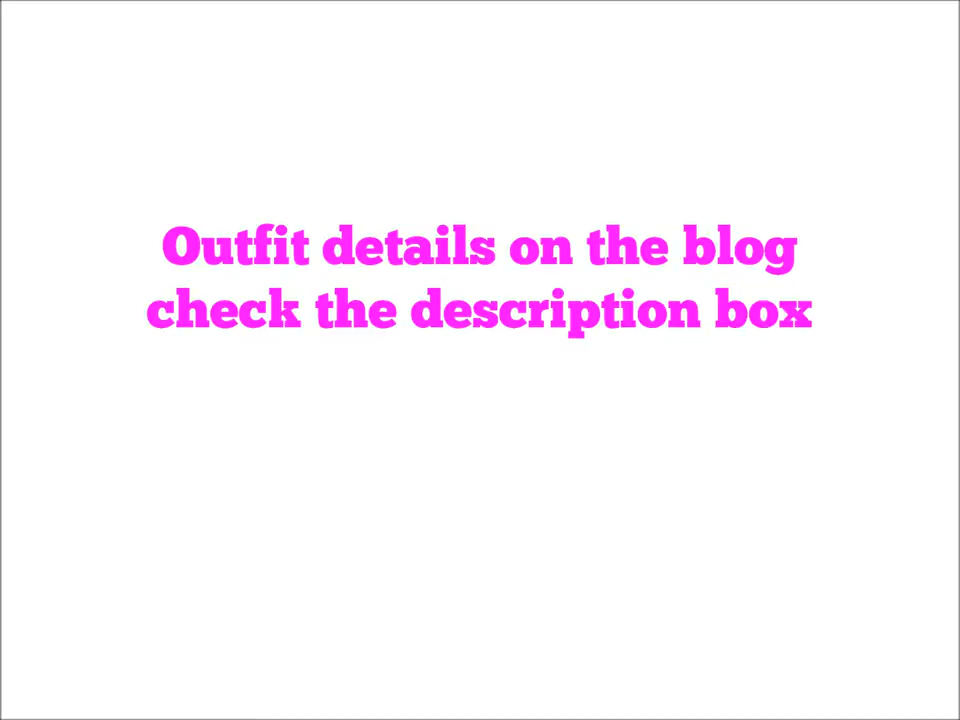 Outfit details on the blog
check the description box